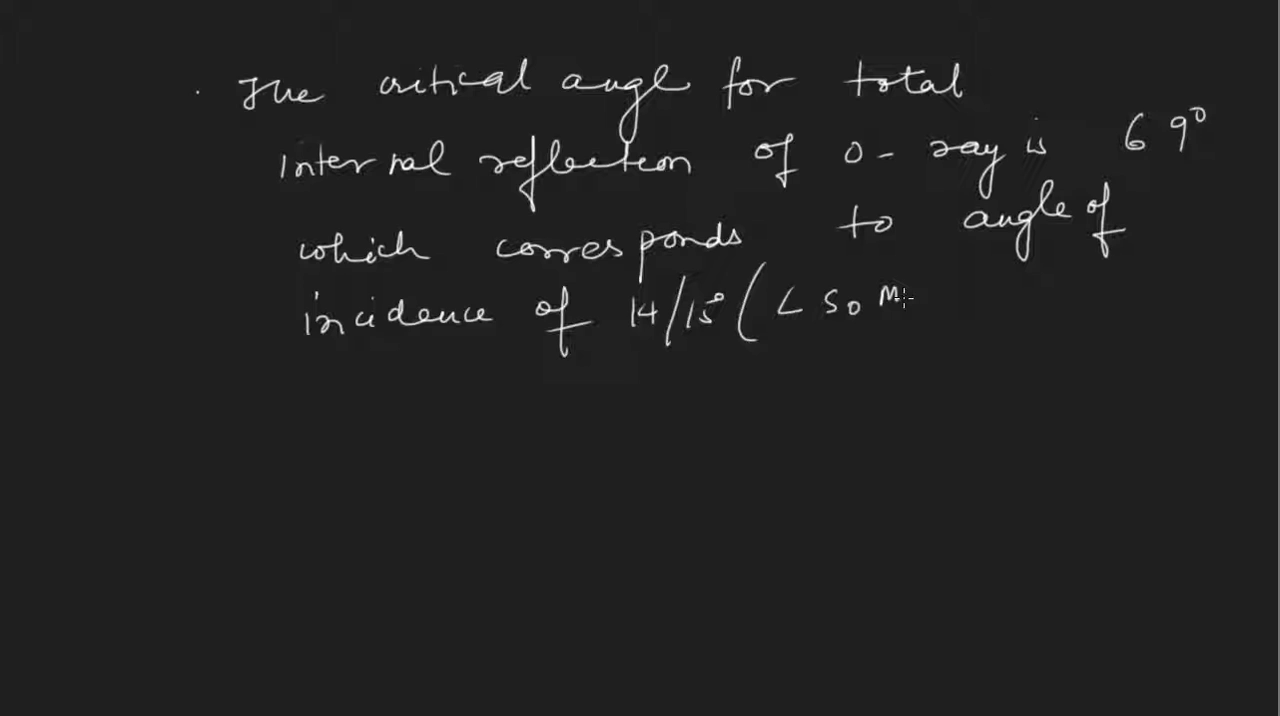 The critical angle for total
internal reflection of o-ray is 69°
which corresponds to angle of
incidence of 14/15° ( ∠ SOM